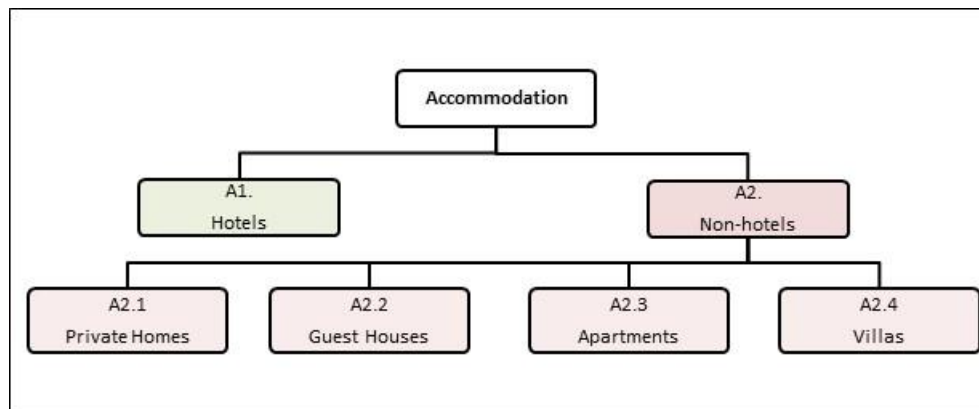 Accommodation
A1.
Hotels
A2.
Non-hotels
A2.1
Private Homes
A2.2
Guest Houses
A2.3
Apartments
A2.4
Villas